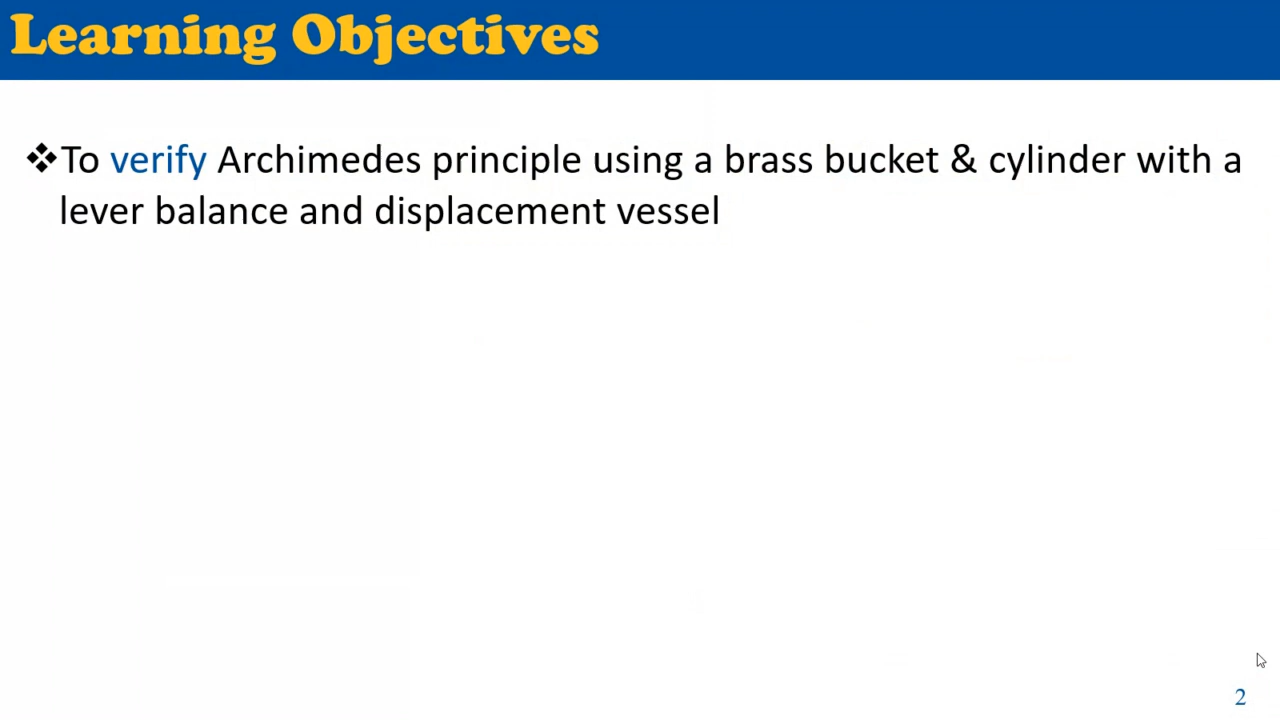 Learning Objectives
❖To verify Archimedes principle using a brass bucket & cylinder with a
lever balance and displacement vessel
2